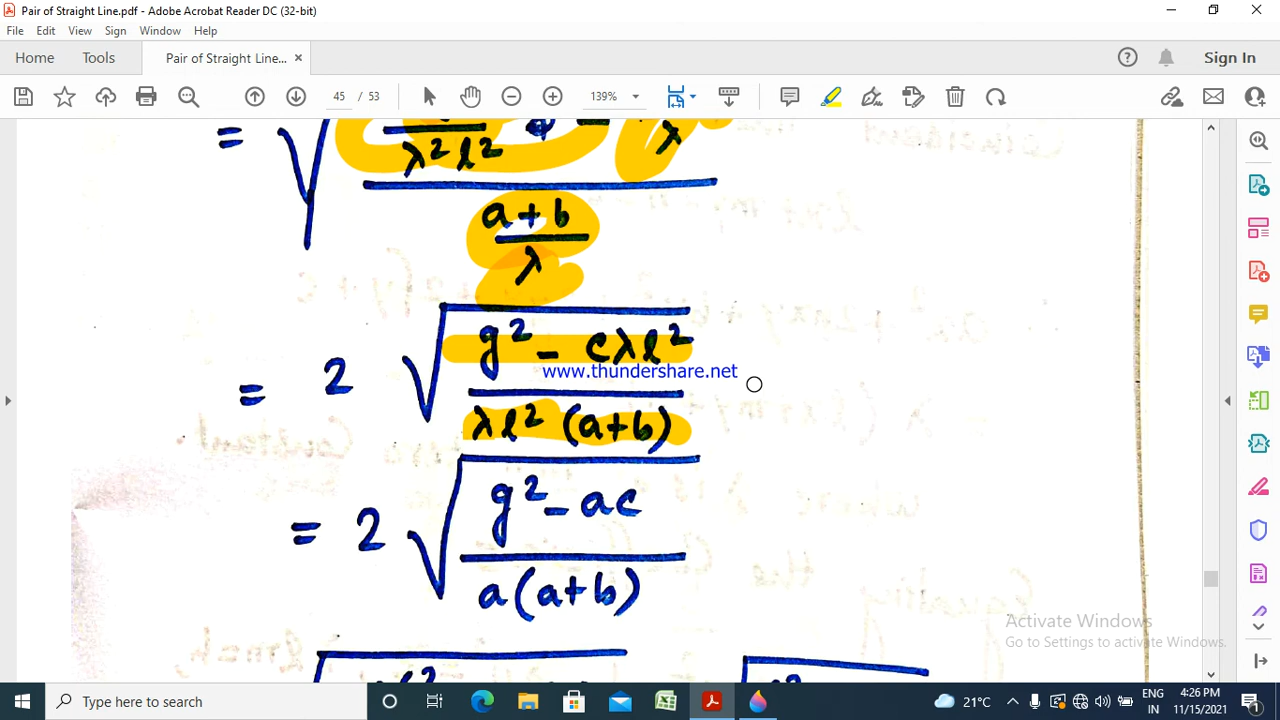 Pair of Straight Line.pdf - Adobe Acrobat Reader DC (32-bit)
File Edit View Sign Window Help
Home Tools Pair of Straight Line... × Sign In
45 / 53 139%
= √
λ²l² λ
a+b
λ
= 2 √ g² - cλl²
www.thundershare.net
λl² (a+b)
= 2 √ g² - ac
a(a+b)
Activate Windows
Go to Settings to activate Windows.
Type here to search
21°C
ENG
IN
4:26 PM
11/15/2021